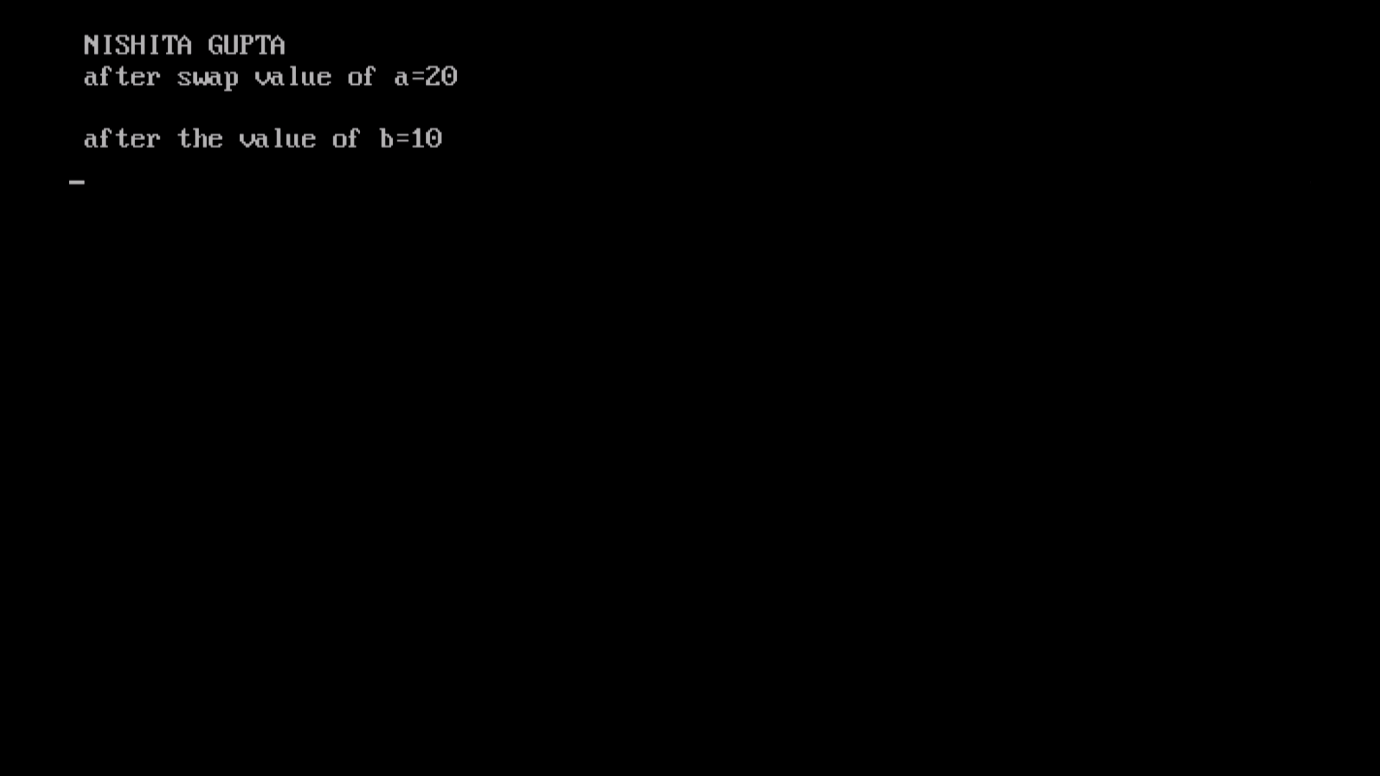 NISHITA GUPTA
after swap value of a=20
after the value of b=10